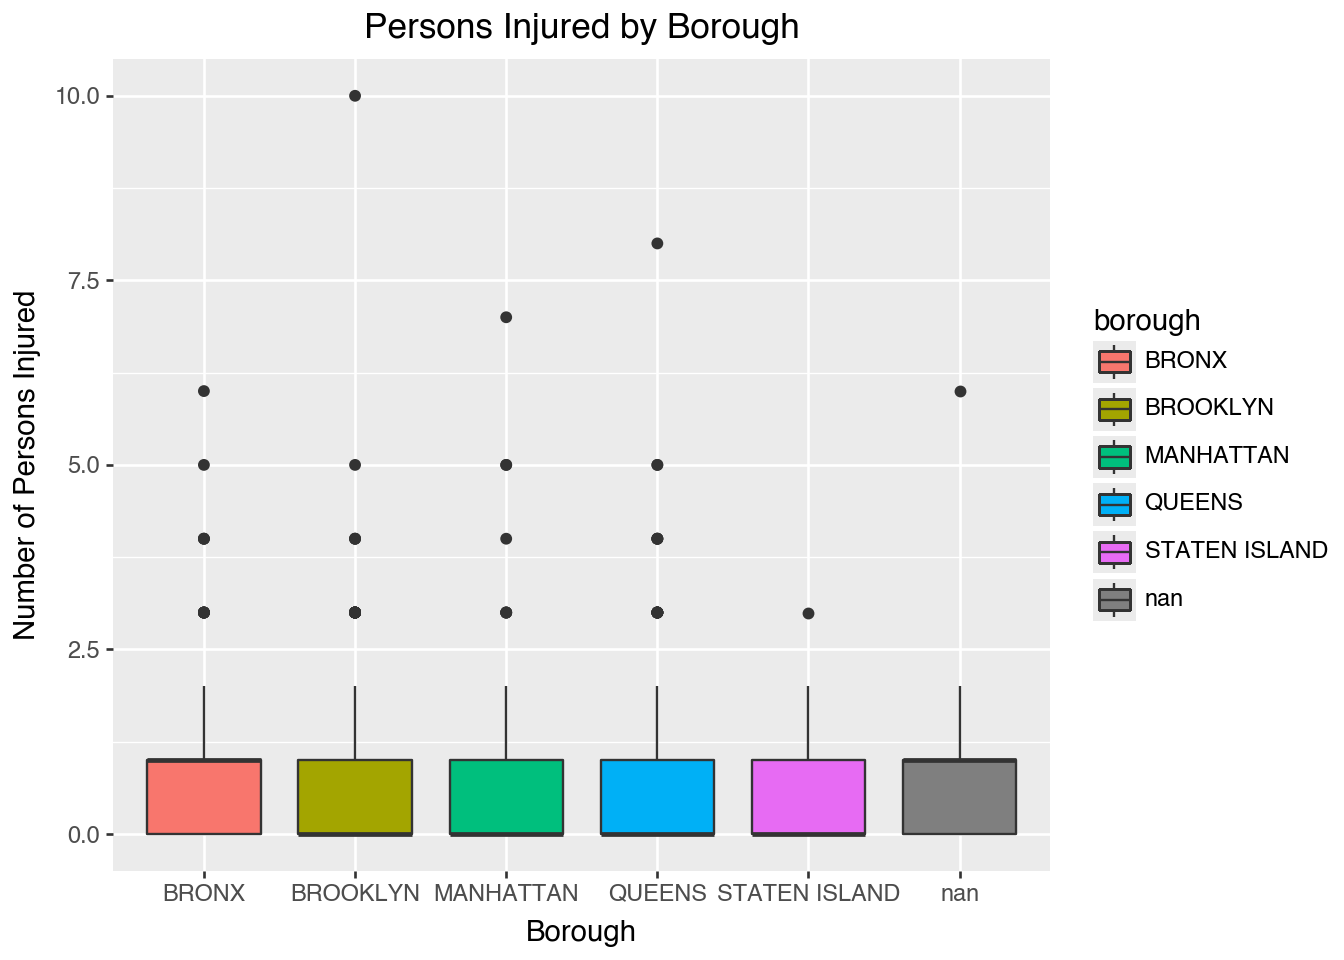 Persons Injured by Borough
Number of Persons Injured
10.0
7.5
5.0
2.5
0.0
BRONX
BROOKLYN
MANHATTAN
QUEENS
STATEN ISLAND
nan
Borough
borough
BRONX
BROOKLYN
MANHATTAN
QUEENS
STATEN ISLAND
nan